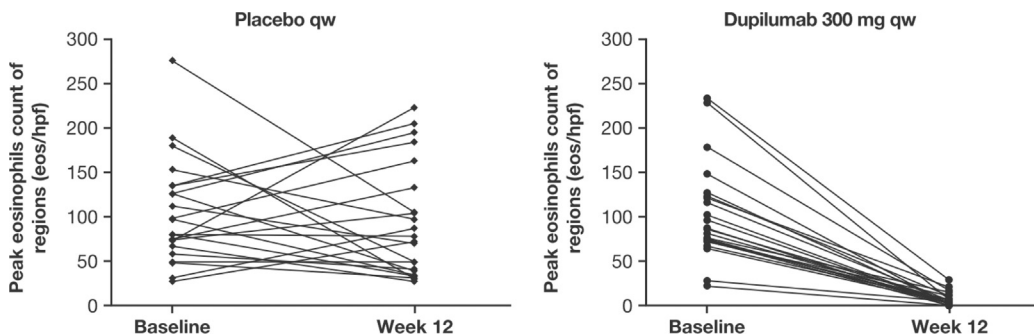 Placebo qw
Peak eosinophils count of
regions (eos/hpf)
300
250
200
150
100
50
0
Baseline
Week 12
Dupilumab 300 mg qw
Peak eosinophils count of
regions (eos/hpf)
300
250
200
150
100
50
0
Baseline
Week 12